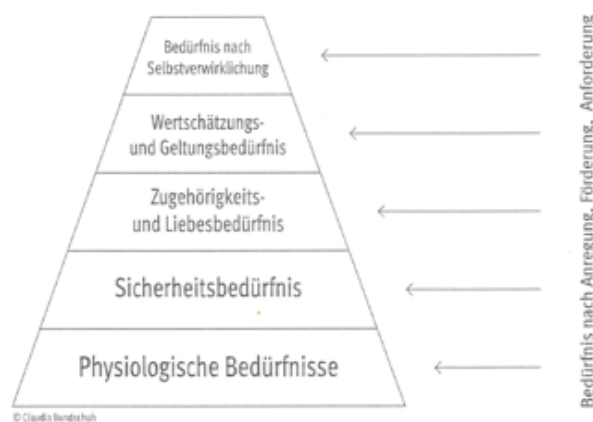 Bedürfnis nach
Selbstverwirklichung
Wertschätzungs-
und Geltungsbedürfnis
Zugehörigkeits-
und Liebesbedürfnis
Sicherheitsbedürfnis
Physiologische Bedürfnisse
Bedürfnis nach Anregung, Förderung, Anforderung
© Claudia Bundschuh